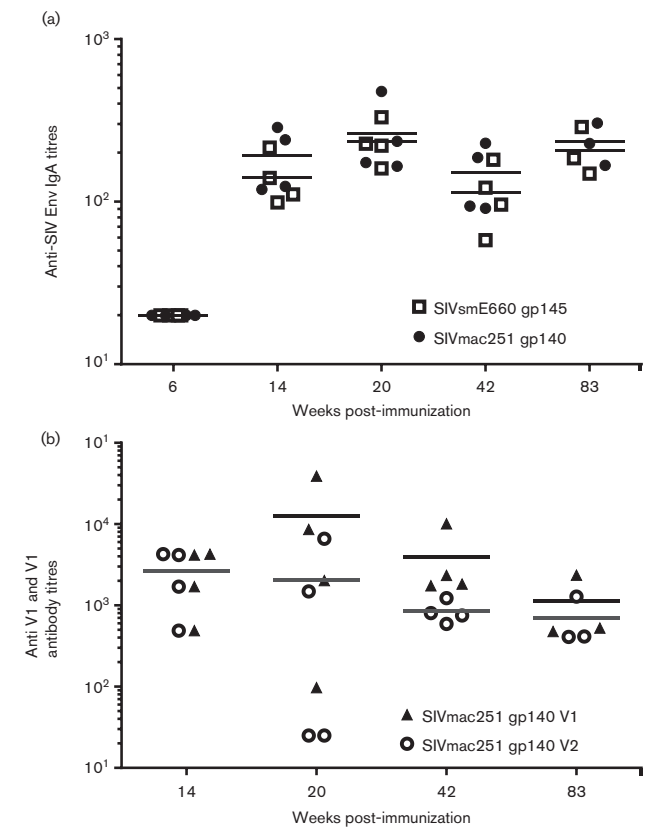 (a)
10³
10²
10¹
Anti-SIV Env IgA titres
SIVsmE660 gp145
SIVmac251 gp140
6 14 20 42 83
Weeks post-immunization
(b)
10¹
10⁴
10³
10²
10¹
Anti V1 and V1
antibody titres
SIVmac251 gp140 V1
SIVmac251 gp140 V2
14 20 42 83
Weeks post-immunization